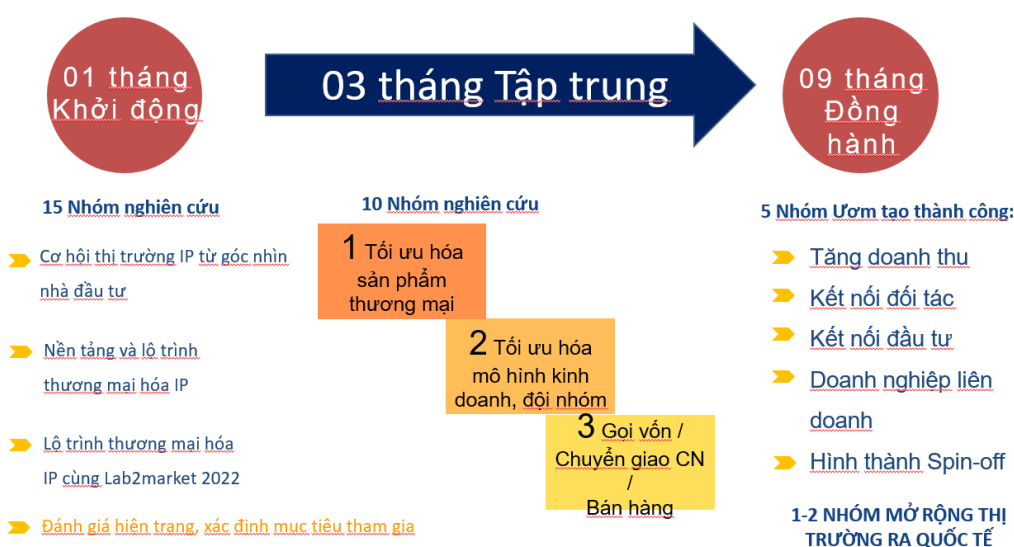 01 tháng
Khởi động
03 tháng Tập trung
09 tháng
Đồng
hành
15 Nhóm nghiên cứu
Cơ hội thị trường IP từ góc nhìn
nhà đầu tư
Nền tảng và lộ trình
thương mại hóa IP
Lộ trình thương mại hóa
IP cùng Lab2market 2022
Đánh giá hiện trạng, xác định mục tiêu tham gia
10 Nhóm nghiên cứu
1 Tối ưu hóa
sản phẩm
thương mại
2 Tối ưu hóa
mô hình kinh
doanh, đội nhóm
3 Gọi vốn /
Chuyển giao CN
/
Bán hàng
5 Nhóm Ươm tạo thành công:
Tăng doanh thu
Kết nối đối tác
Kết nối đầu tư
Doanh nghiệp liên
doanh
Hình thành Spin-off
1-2 NHÓM MỞ RỘNG THỊ
TRƯỜNG RA QUỐC TẾ